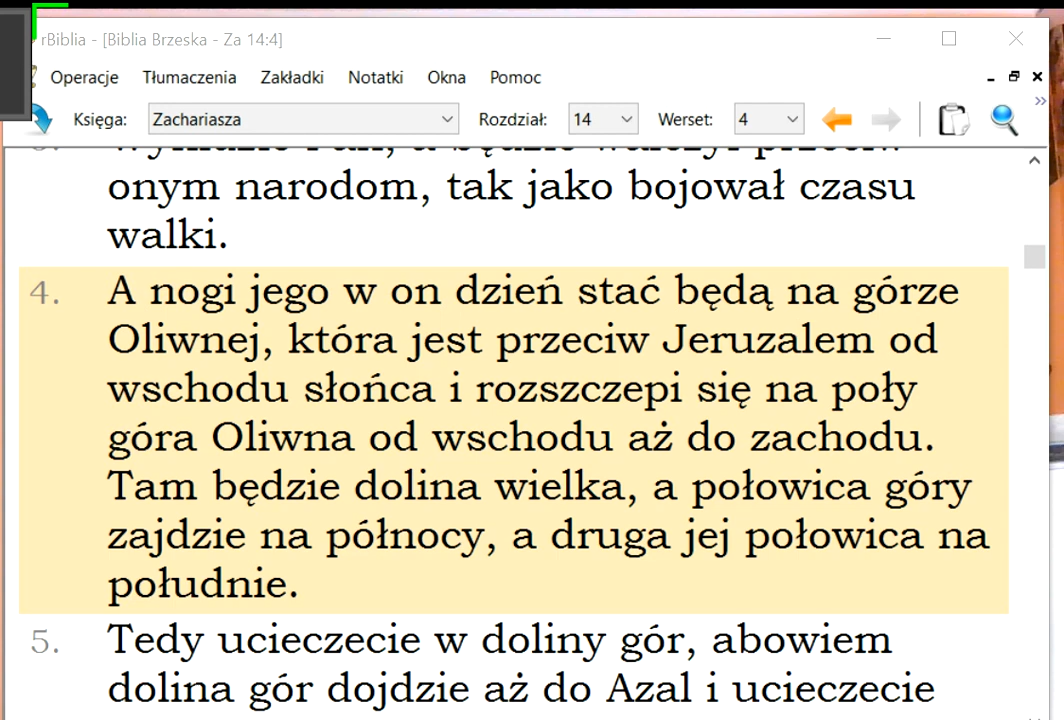 rBiblia - [Biblia Brzeska - Za 14:4]
Operacje Tłumaczenia Zakładki Notatki Okna Pomoc
Księga: Zachariasza Rozdział: 14 Werset: 4
onym narodom, tak jako bojował czasu
walki.
4. A nogi jego w on dzień stać będą na górze
Oliwnej, która jest przeciw Jeruzalem od
wschodu słońca i rozszczepi się na poły
góra Oliwna od wschodu aż do zachodu.
Tam będzie dolina wielka, a połowica góry
zajdzie na północy, a druga jej połowica na
południe.
5. Tedy ucieczecie w doliny gór, abowiem
dolina gór dojdzie aż do Azal i ucieczecie